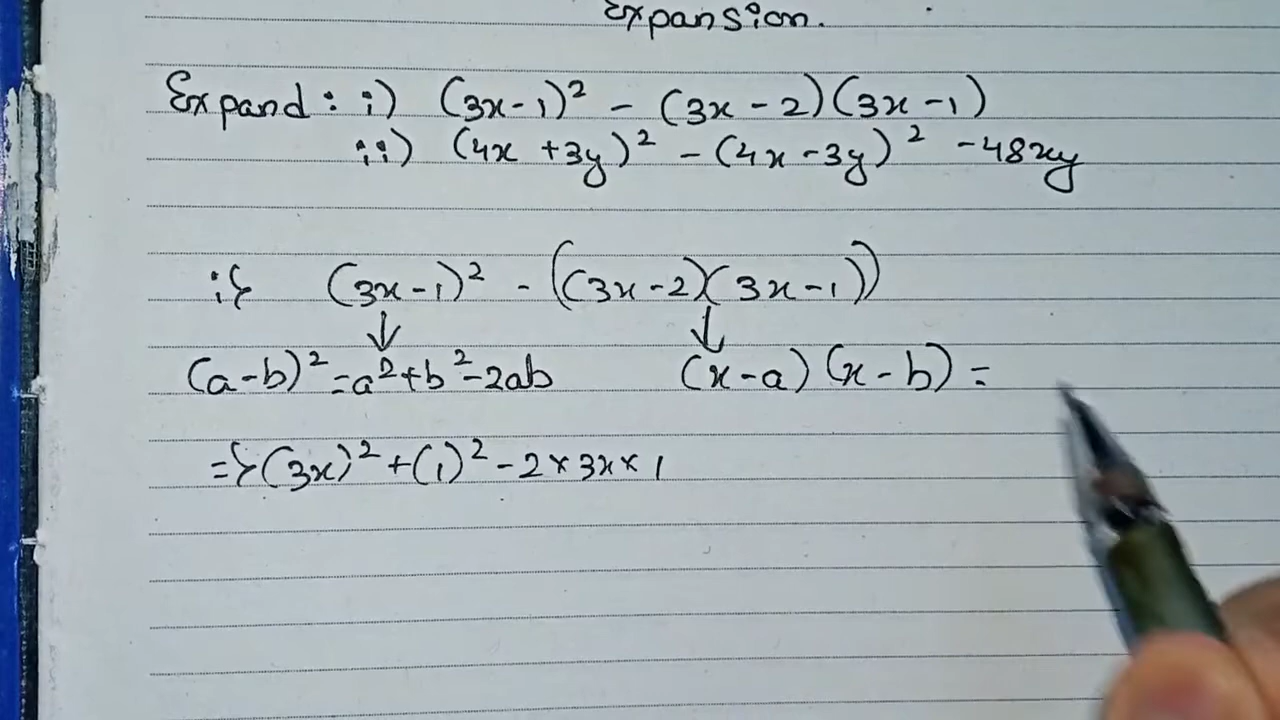 Expansion.
Expand: i) (3x-1)² - (3x-2)(3x-1)
ii) (4x+3y)² - (4x-3y)² - 48xy
i} (3x-1)² - ((3x-2)(3x-1))
↓ ↓
(a-b)² = a²+b²-2ab (x-a)(x-b) =
=} (3x)² + (1)² - 2×3x×1